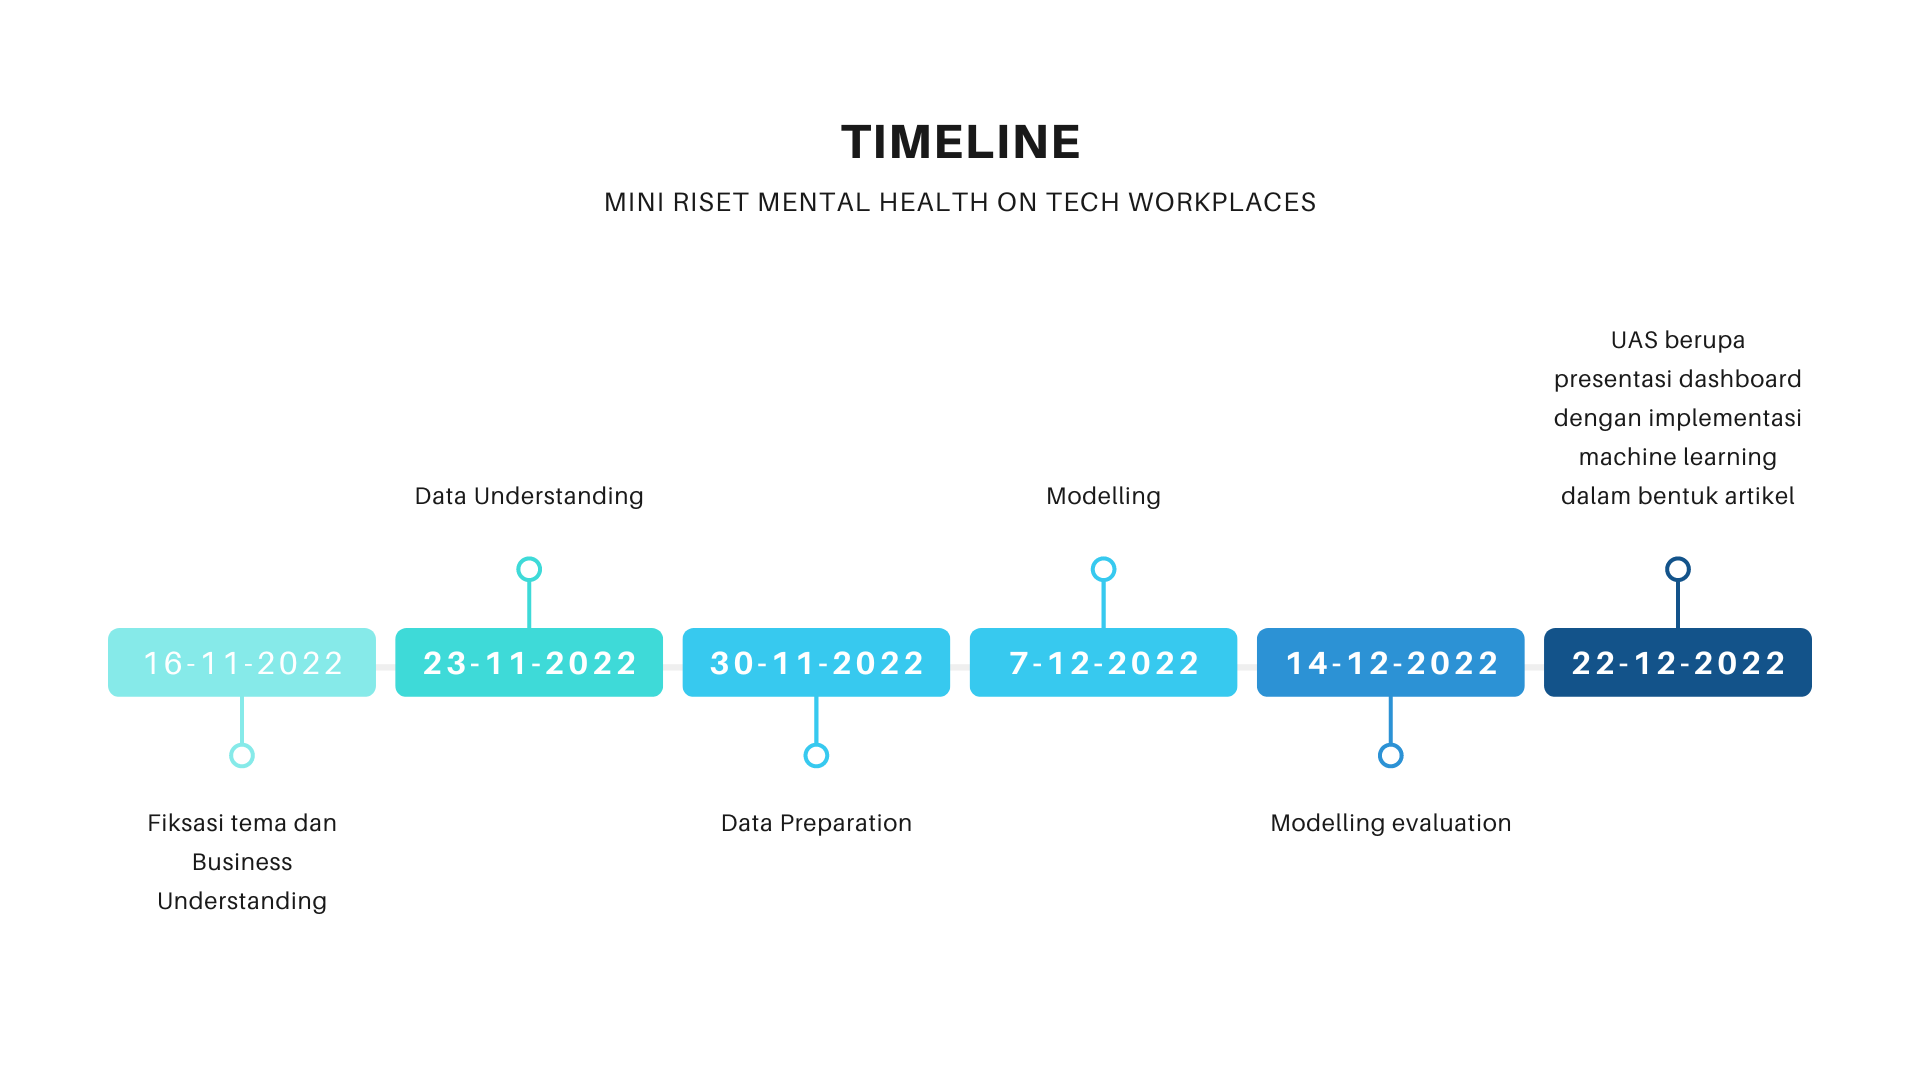 TIMELINE
MINI RISET MENTAL HEALTH ON TECH WORKPLACES
16-11-2022
Fiksasi tema dan
Business
Understanding
23-11-2022
Data Understanding
30-11-2022
Data Preparation
7-12-2022
Modelling
14-12-2022
Modelling evaluation
22-12-2022
UAS berupa
presentasi dashboard
dengan implementasi
machine learning
dalam bentuk artikel